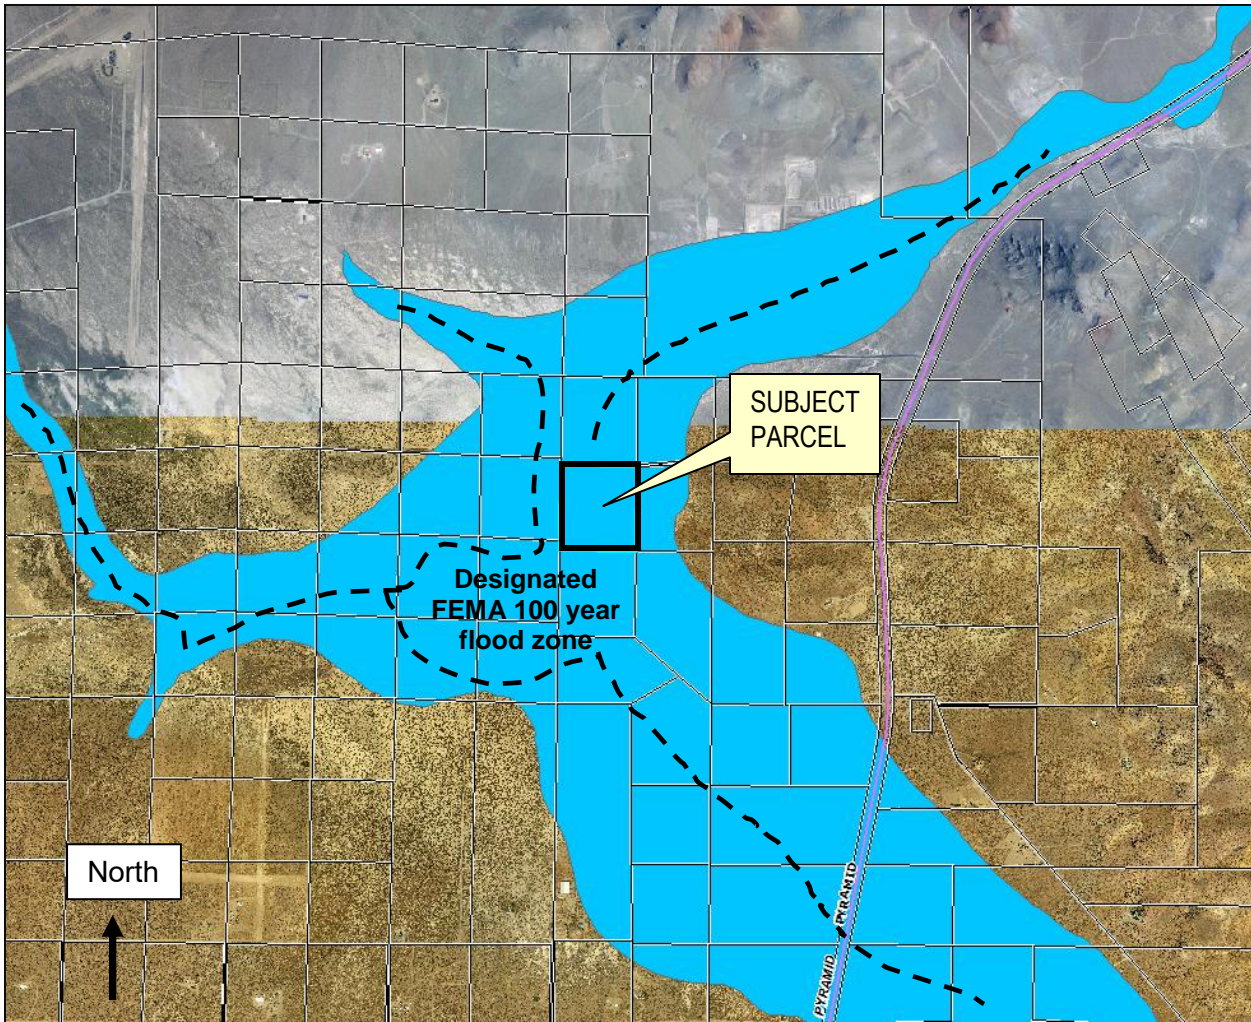 SUBJECT
PARCEL
Designated
FEMA 100 year
flood zone
North
PYRAMID
PYRAMID